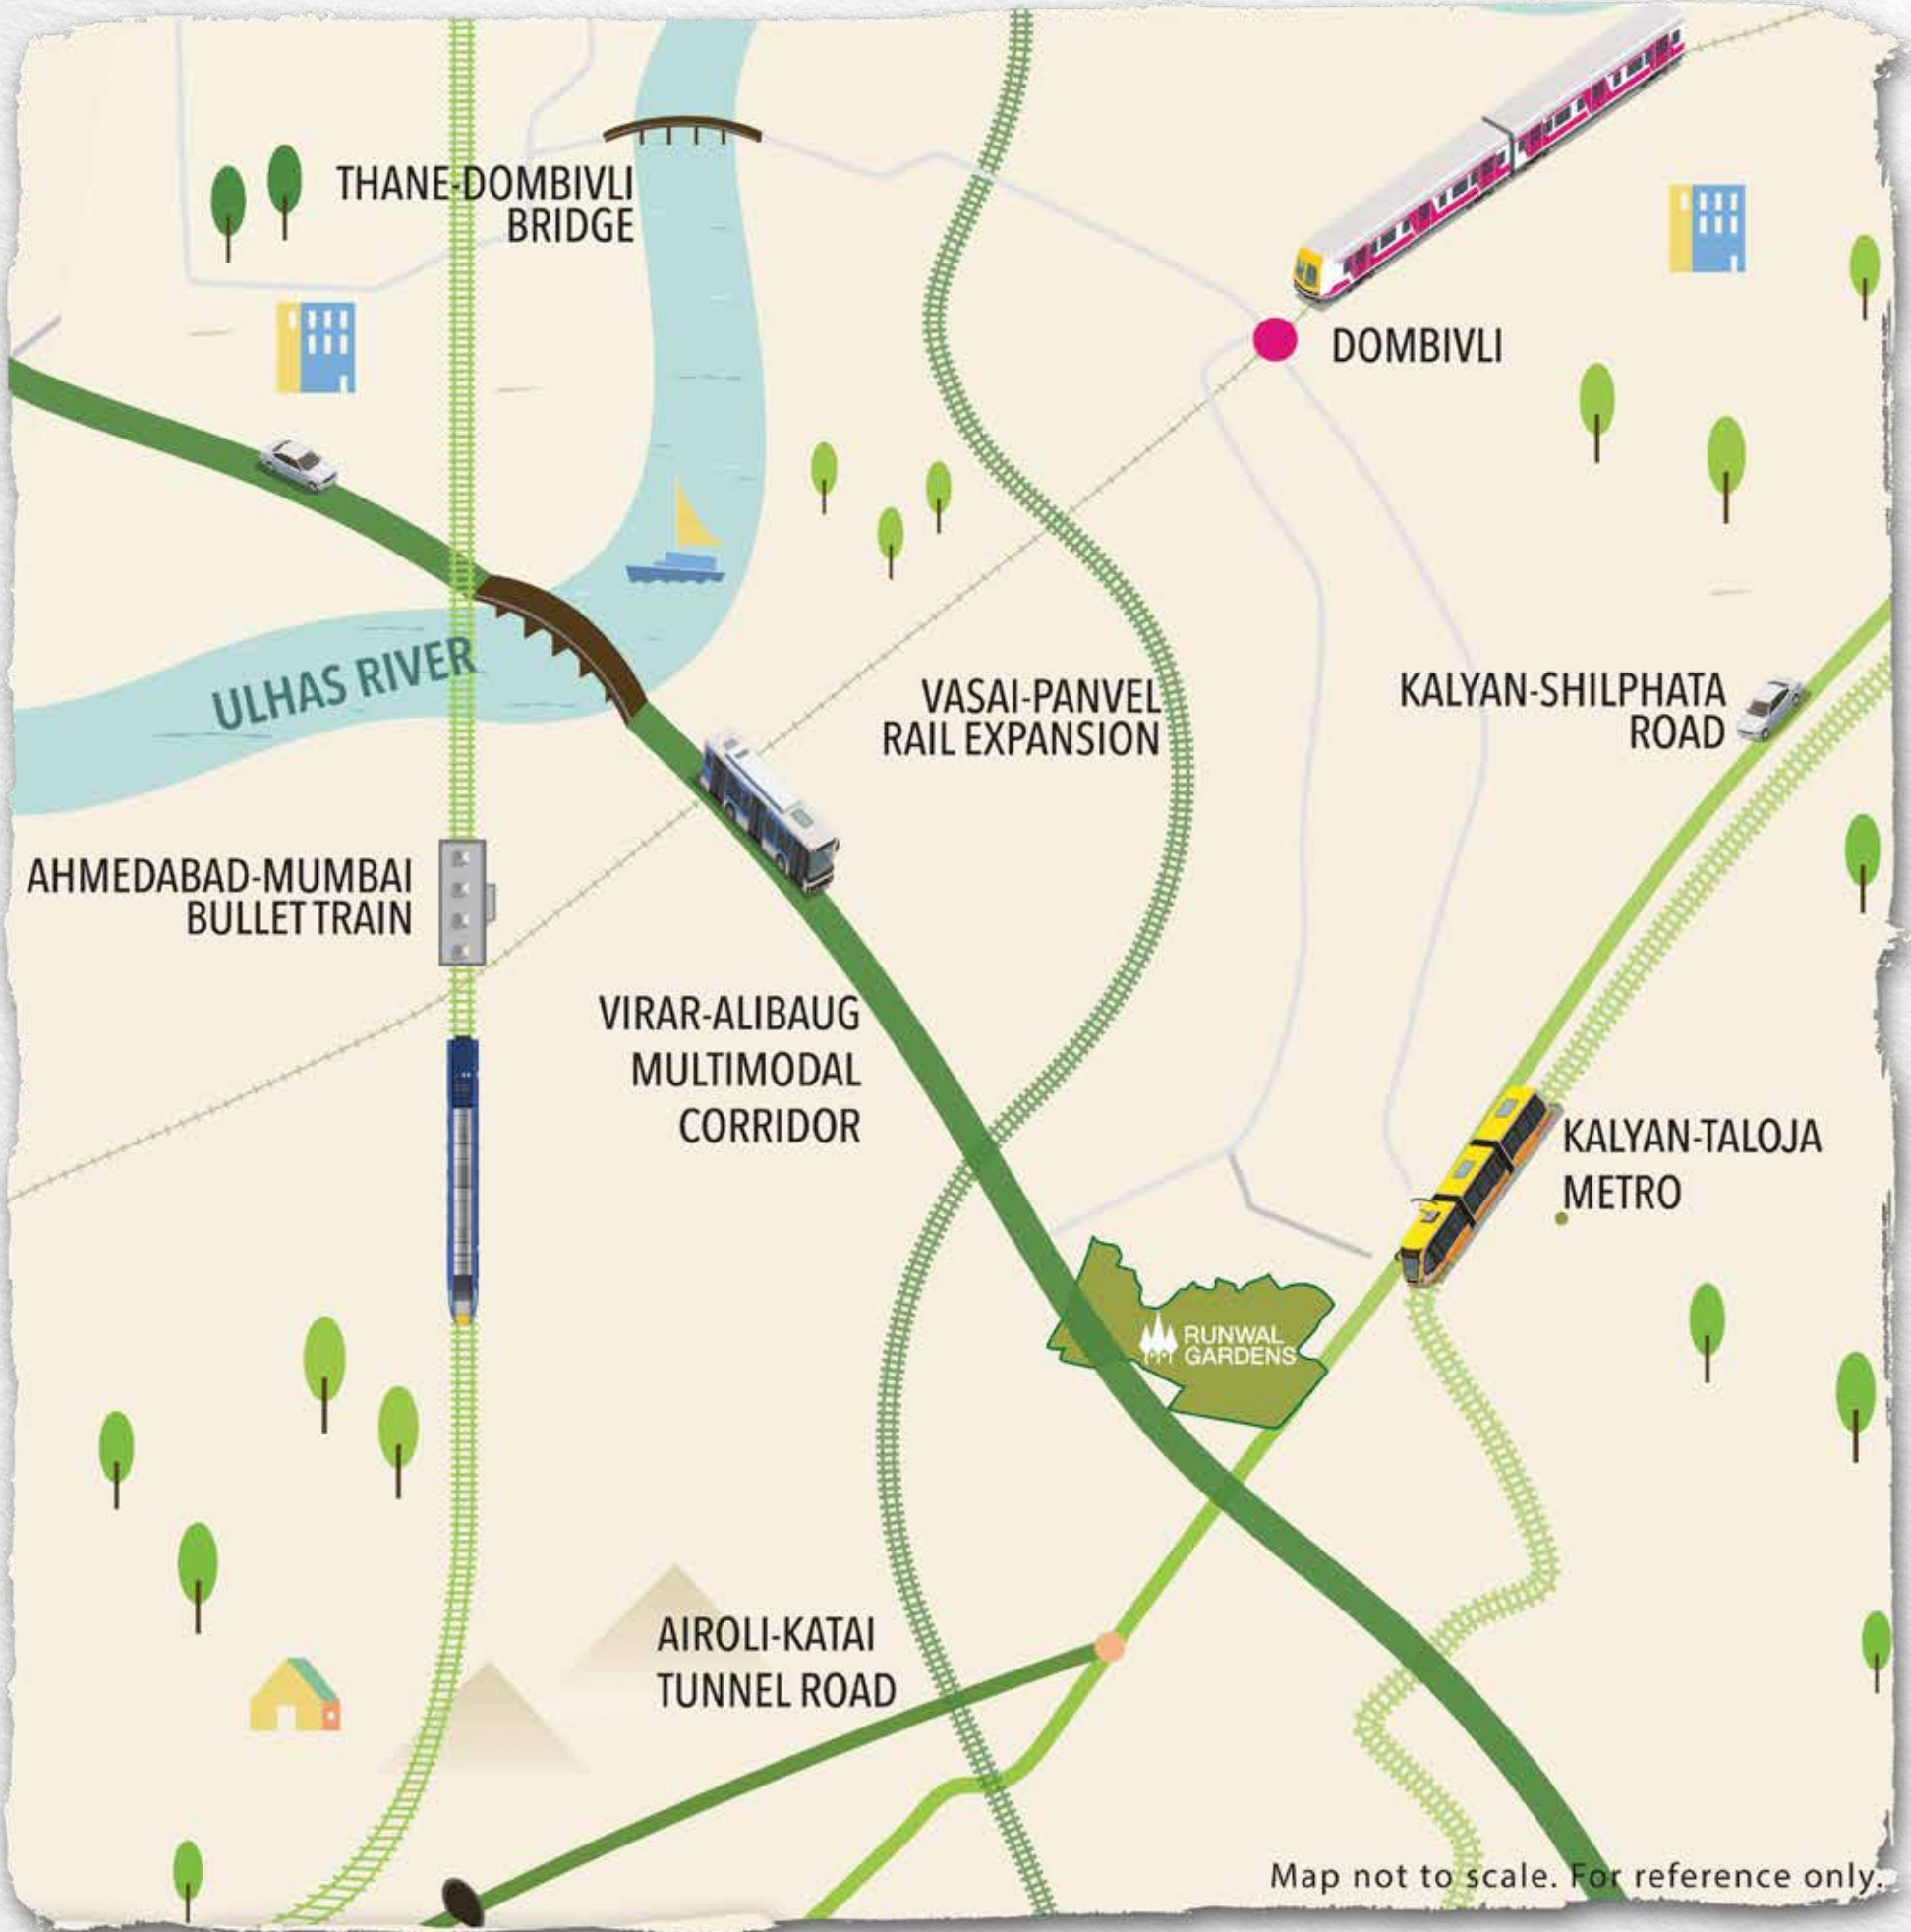 THANE-DOMBIVLI
BRIDGE
DOMBIVLI
ULHAS RIVER
VASAI-PANVEL
RAIL EXPANSION
KALYAN-SHILPHATA
ROAD
AHMEDABAD-MUMBAI
BULLET TRAIN
VIRAR-ALIBAUG
MULTIMODAL
CORRIDOR
KALYAN-TALOJA
METRO
RUNWAL
GARDENS
AIROLI-KATAI
TUNNEL ROAD
Map not to scale. For reference only.